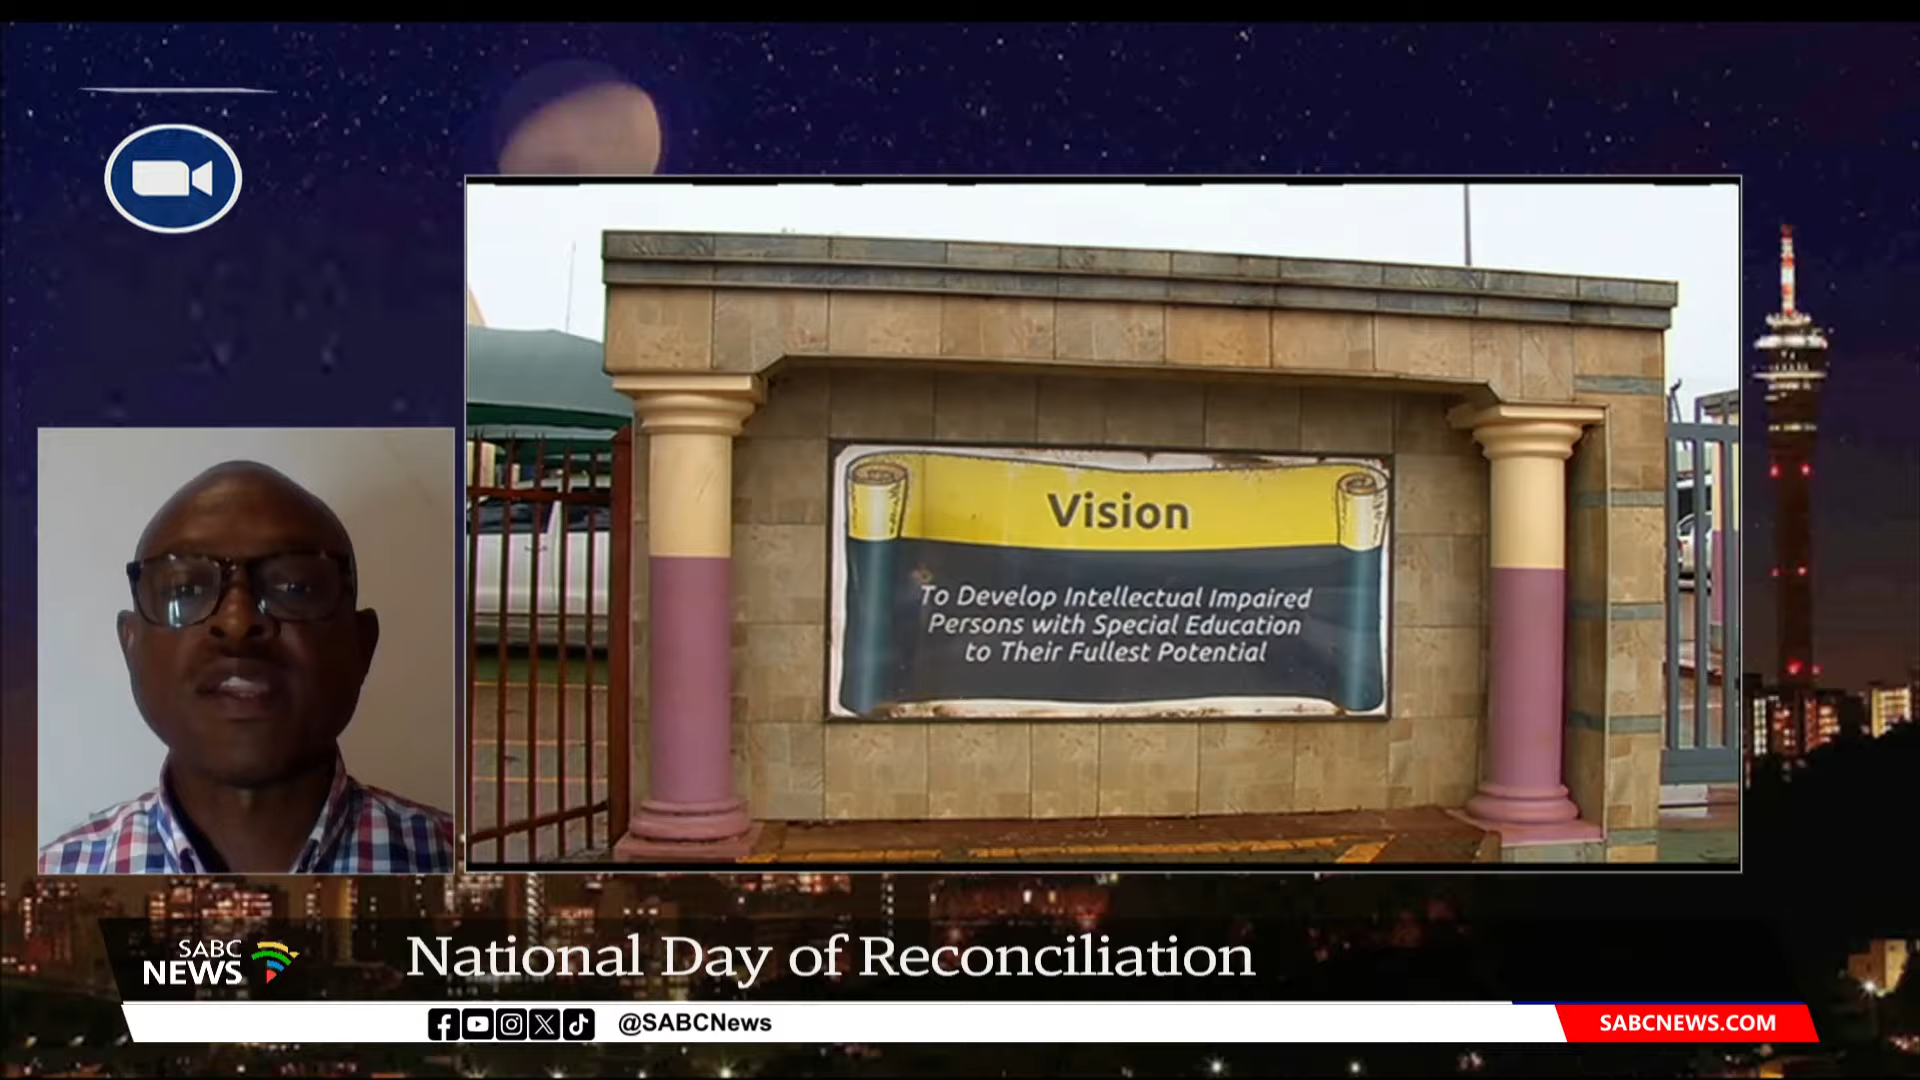 Vision
To Develop Intellectual Impaired
Persons with Special Education
to Their Fullest Potential
SABC
NEWS
National Day of Reconciliation
@SABCNews
SABCNEWS.COM